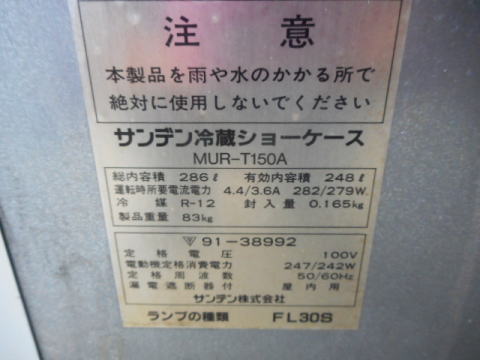 注 意
本製品を雨や水のかかる所で
絶対に使用しないでください
サンデン冷蔵ショーケース
MUR-T150A
総内容積 286ℓ 有効内容積 248ℓ
運転時所要電流電力 4.4/3.6A 282/279W
冷 媒 R-12 封入量 0.165kg
製品重量 83kg
91-38992
定格電圧 100V
電動機定格消費電力 247/242W
定格周波数 50/60Hz
漏電遮断器付 屋内用
サンデン株式会社
ランプの種類 FL30S